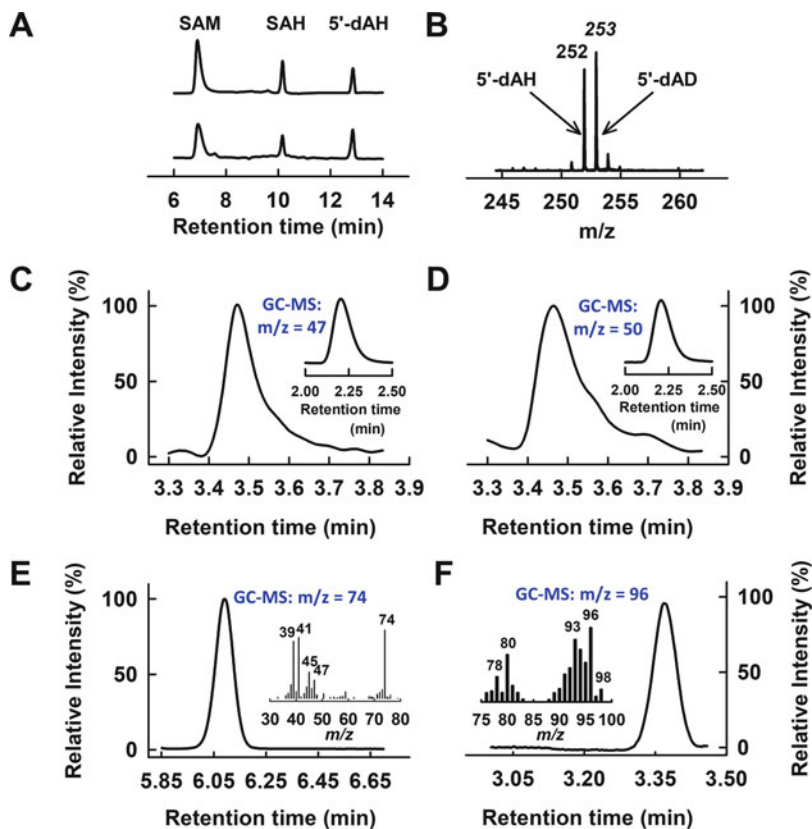 A
SAM SAH 5'-dAH
6 8 10 12 14
Retention time (min)
B
253
252
5'-dAH 5'-dAD
245 250 255 260
m/z
C
Relative Intensity (%)
100
50
0
GC-MS:
m/z = 47
2.00 2.25 2.50
Retention time
(min)
3.3 3.4 3.5 3.6 3.7 3.8 3.9
Retention time (min)
D
Relative Intensity (%)
100
50
0
GC-MS:
m/z = 50
2.00 2.25 2.50
Retention time
(min)
3.3 3.4 3.5 3.6 3.7 3.8 3.9
Retention time (min)
E
Relative Intensity (%)
100
50
0
GC-MS: m/z = 74
39 41 45 47 74
30 40 50 60 70 80
m/z
5.85 6.05 6.25 6.45 6.65
Retention time (min)
F
Relative Intensity (%)
100
50
0
GC-MS: m/z = 96
78 80 93 96 98
75 80 85 90 95 100
m/z
3.05 3.20 3.35 3.50
Retention time (min)